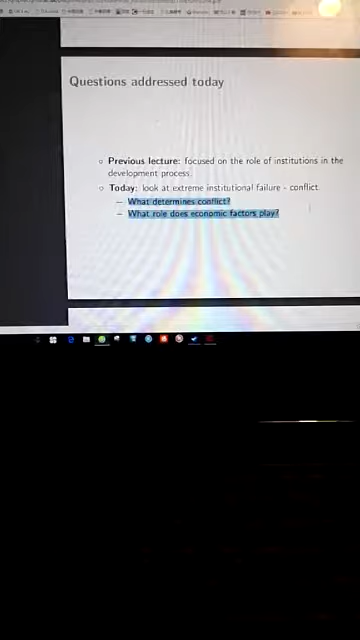 Questions addressed today
Previous lecture: focused on the role of institutions in the
development process.
Today: look at extreme institutional failure - conflict.
– What determines conflict?
– What role does economic factors play?